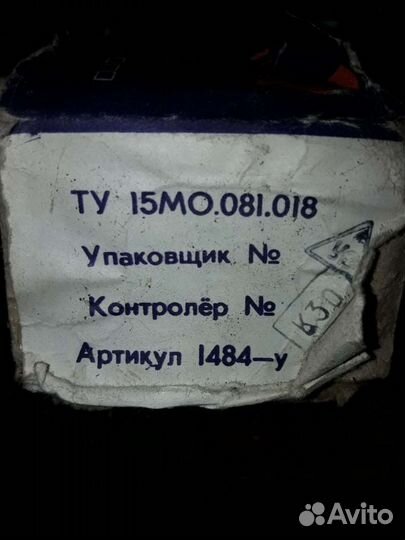 ТУ 15МО.081.018
Упаковщик №
Контролёр №
К30
Артикул 1484-у
Avito